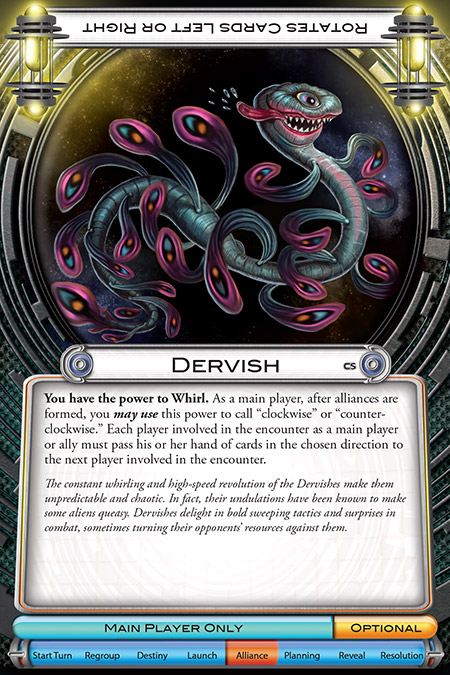 Rotates Cards Left or Right
Dervish
CS
You have the power to Whirl. As a main player, after alliances are
formed, you may use this power to call “clockwise” or “counter-
clockwise.” Each player involved in the encounter as a main player
or ally must pass his or her hand of cards in the chosen direction to
the next player involved in the encounter.
The constant whirling and high-speed revolution of the Dervishes make them
unpredictable and chaotic. In fact, their undulations have been known to make
some aliens queasy. Dervishes delight in bold sweeping tactics and surprises in
combat, sometimes turning their opponents’ resources against them.
Main Player Only Optional
Start Turn Regroup Destiny Launch Alliance Planning Reveal Resolution